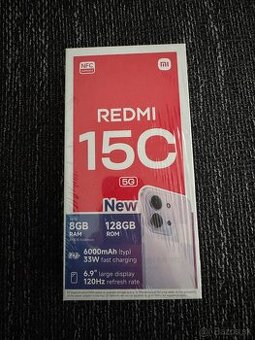 NFC
REDMI
15C
5G
New
8GB
RAM
128GB
ROM
6000mAh (typ)
33W fast charging
6.9" large display
120Hz refresh rate